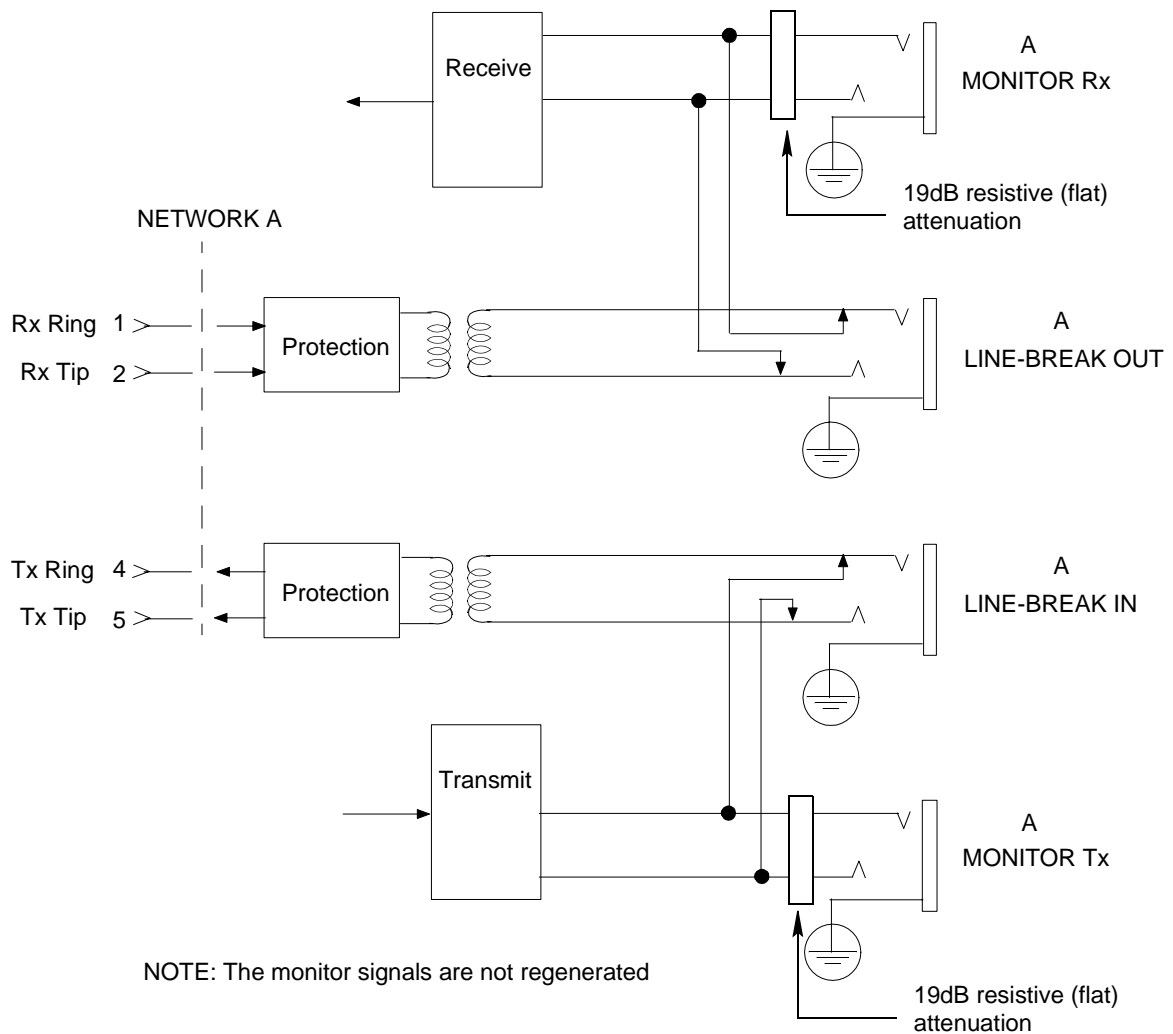 Receive
A
MONITOR Rx
19dB resistive (flat)
attenuation
NETWORK A
Rx Ring 1
Rx Tip 2
Protection
A
LINE-BREAK OUT
Tx Ring 4
Tx Tip 5
Protection
A
LINE-BREAK IN
Transmit
A
MONITOR Tx
NOTE: The monitor signals are not regenerated
19dB resistive (flat)
attenuation